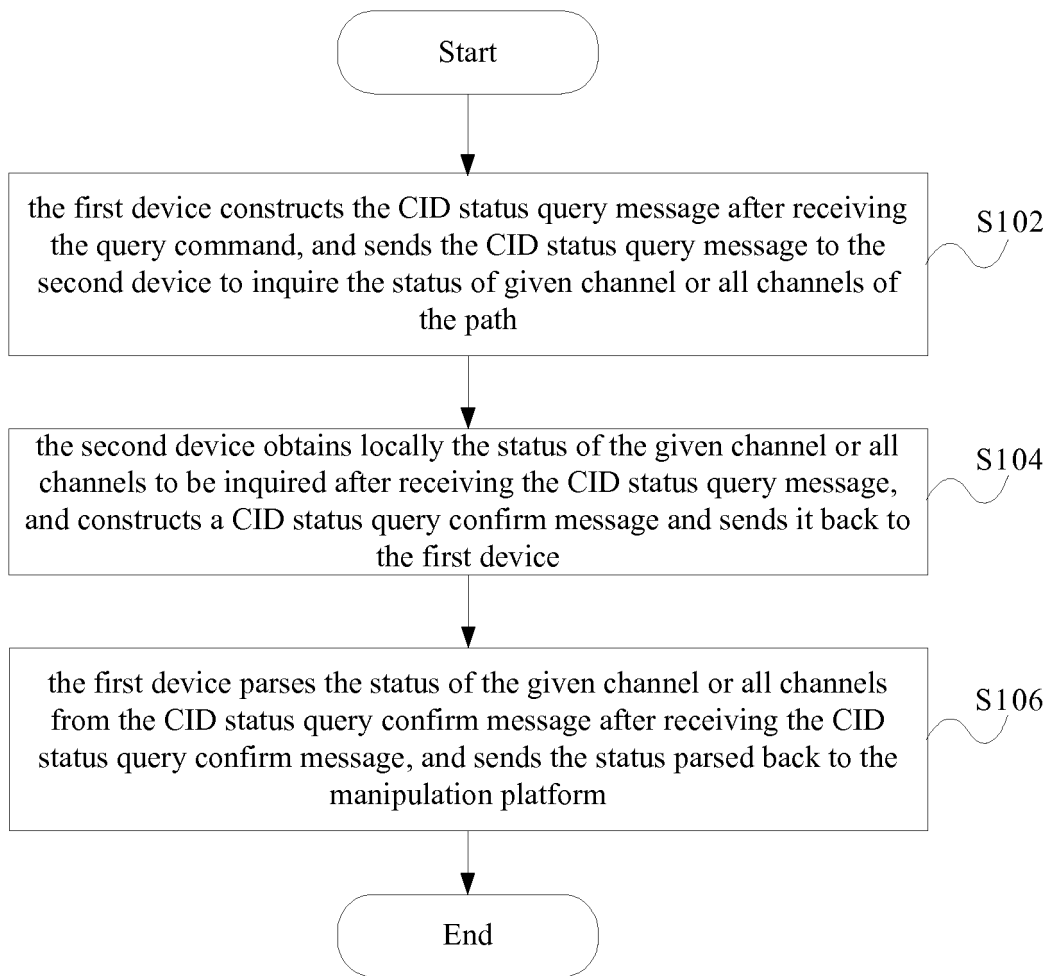 Start
the first device constructs the CID status query message after receiving
the query command, and sends the CID status query message to the
second device to inquire the status of given channel or all channels of
the path
S102
the second device obtains locally the status of the given channel or all
channels to be inquired after receiving the CID status query message,
and constructs a CID status query confirm message and sends it back to
the first device
S104
the first device parses the status of the given channel or all channels
from the CID status query confirm message after receiving the CID
status query confirm message, and sends the status parsed back to the
manipulation platform
S106
End